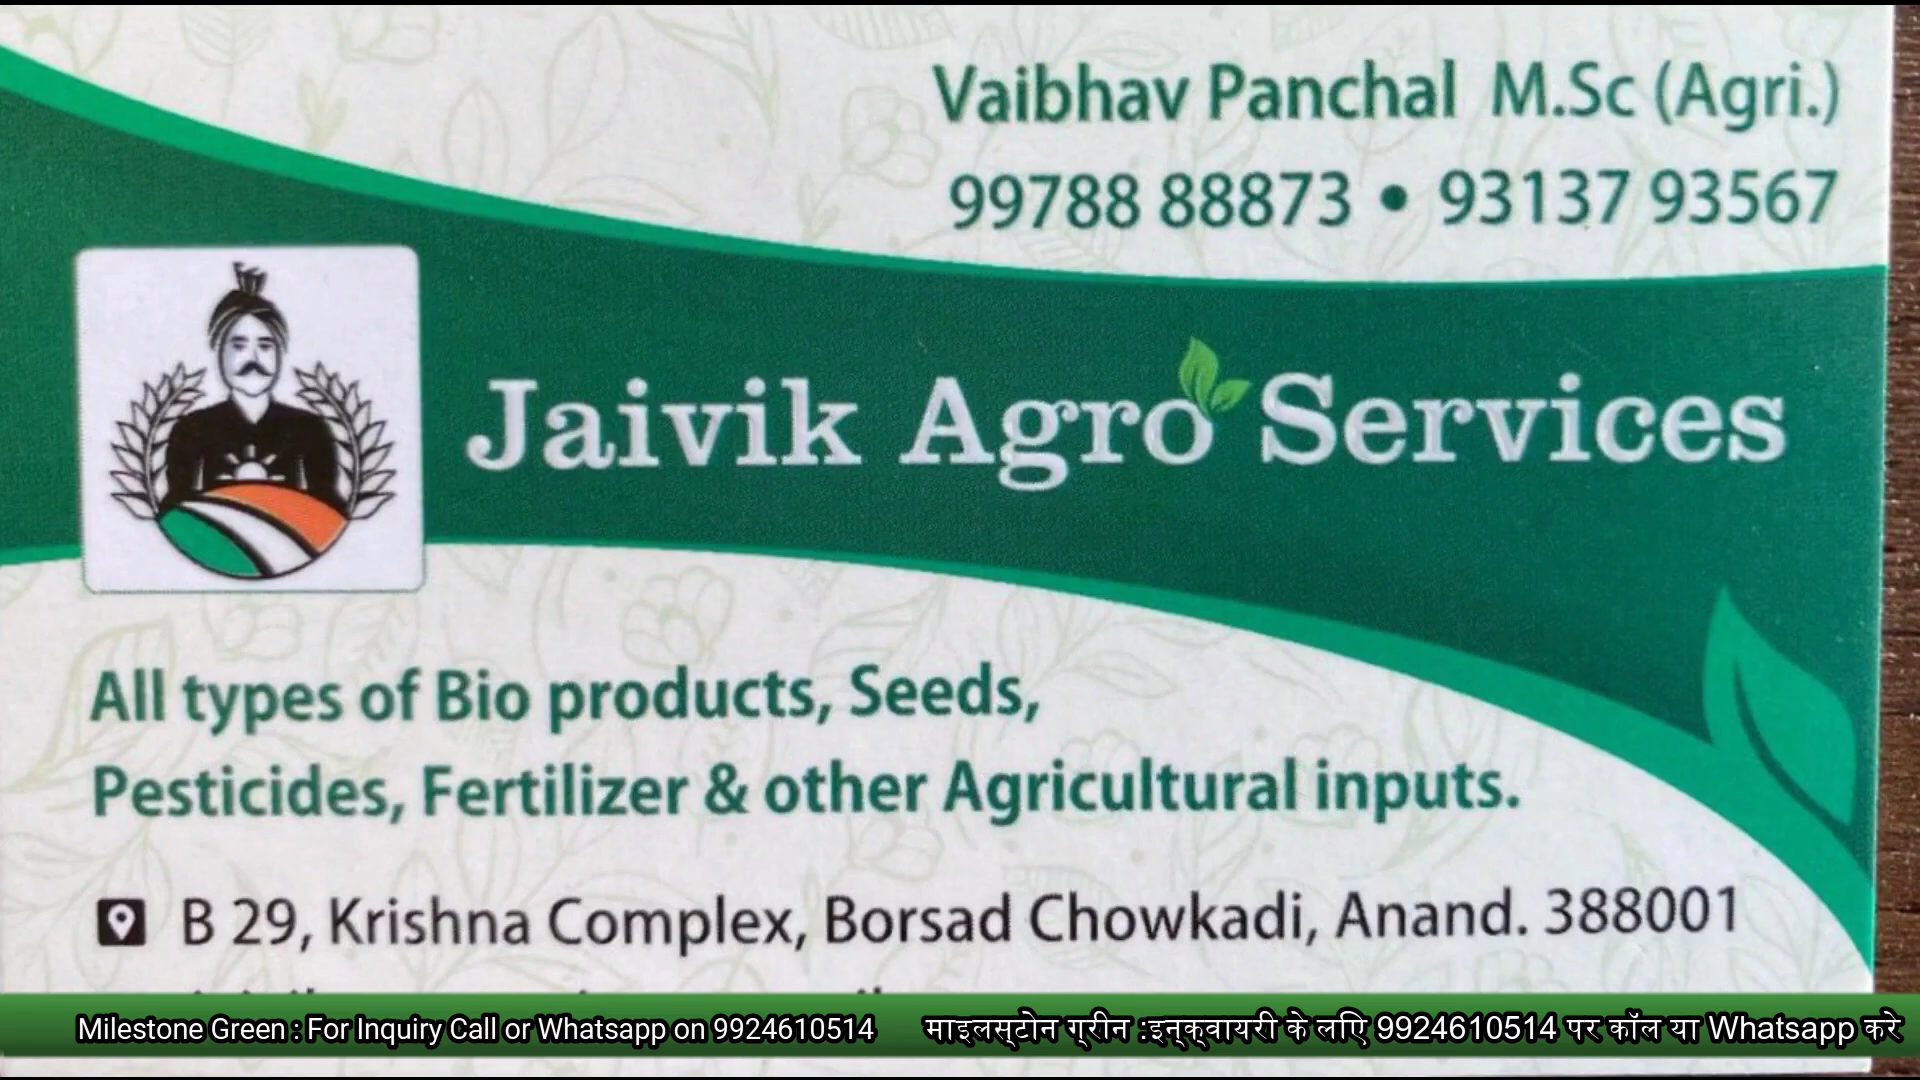 Vaibhav Panchal M.Sc (Agri.)
99788 88873 • 93137 93567
Jaivik Agro Services
All types of Bio products, Seeds,
Pesticides, Fertilizer & other Agricultural inputs.
B 29, Krishna Complex, Borsad Chowkadi, Anand. 388001
Milestone Green : For Inquiry Call or Whatsapp on 9924610514 माइलस्टोन ग्रीन :इन्क्वायरी के लिए 9924610514 पर कॉल या Whatsapp करे